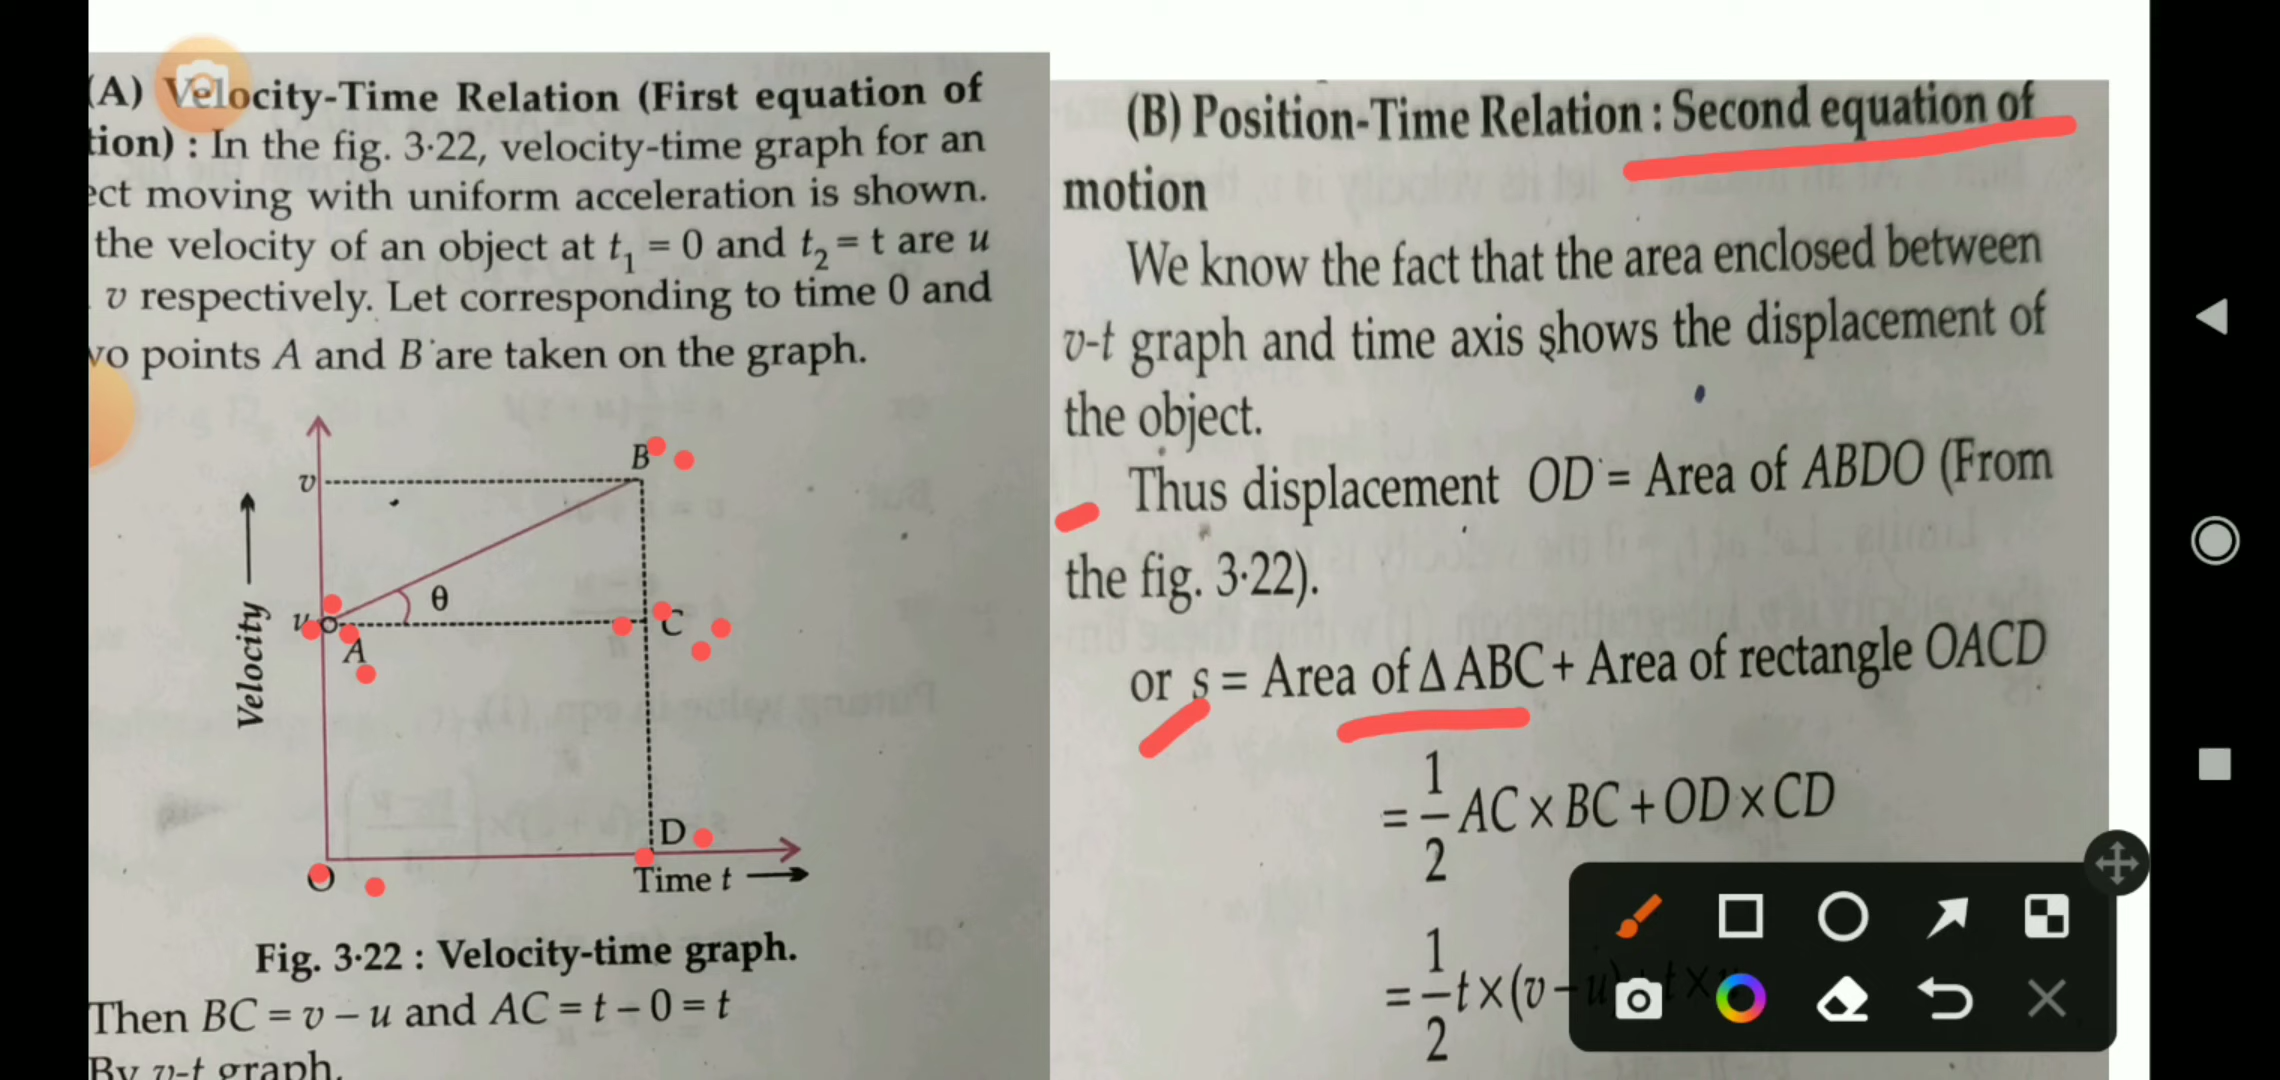 (A) Velocity-Time Relation (First equation of
tion) : In the fig. 3·22, velocity-time graph for an
ect moving with uniform acceleration is shown.
the velocity of an object at t₁ = 0 and t₂ = t are u
v respectively. Let corresponding to time 0 and
vo points A and B are taken on the graph.
B
v
θ
u
C
A
Velocity
D
O
Time t
Fig. 3·22 : Velocity-time graph.
Then BC = v – u and AC = t – 0 = t
By v-t graph,
(B) Position-Time Relation : Second equation of
motion
We know the fact that the area enclosed between
v-t graph and time axis shows the displacement of
the object.
Thus displacement OD = Area of ABDO (From
the fig. 3·22).
or s = Area of Δ ABC + Area of rectangle OACD
= 1/2 AC × BC + OD × CD
= 1/2 t × (v – u) + t ×